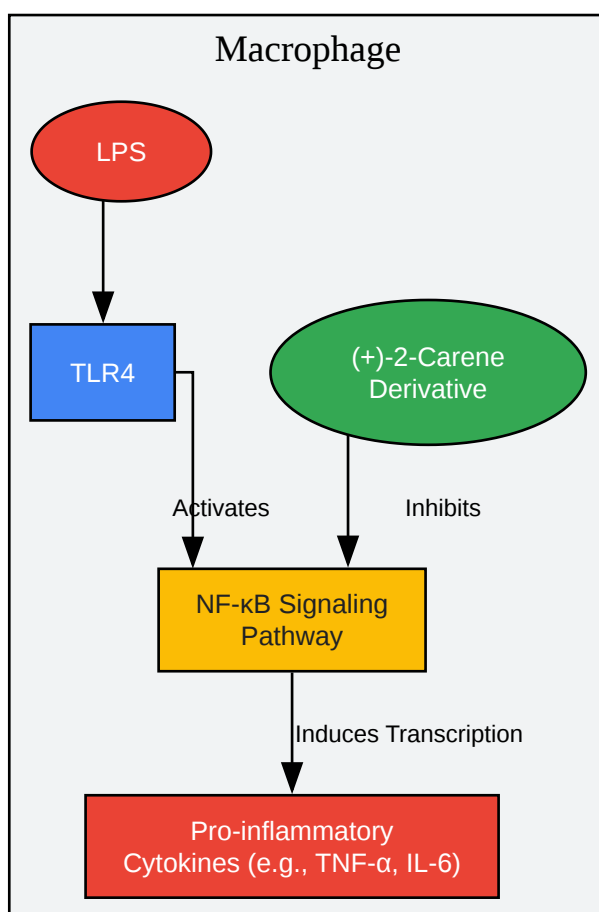 Macrophage
LPS
TLR4
(+)-2-Carene
Derivative
Activates
Inhibits
NF-κB Signaling
Pathway
Induces Transcription
Pro-inflammatory
Cytokines (e.g., TNF-α, IL-6)